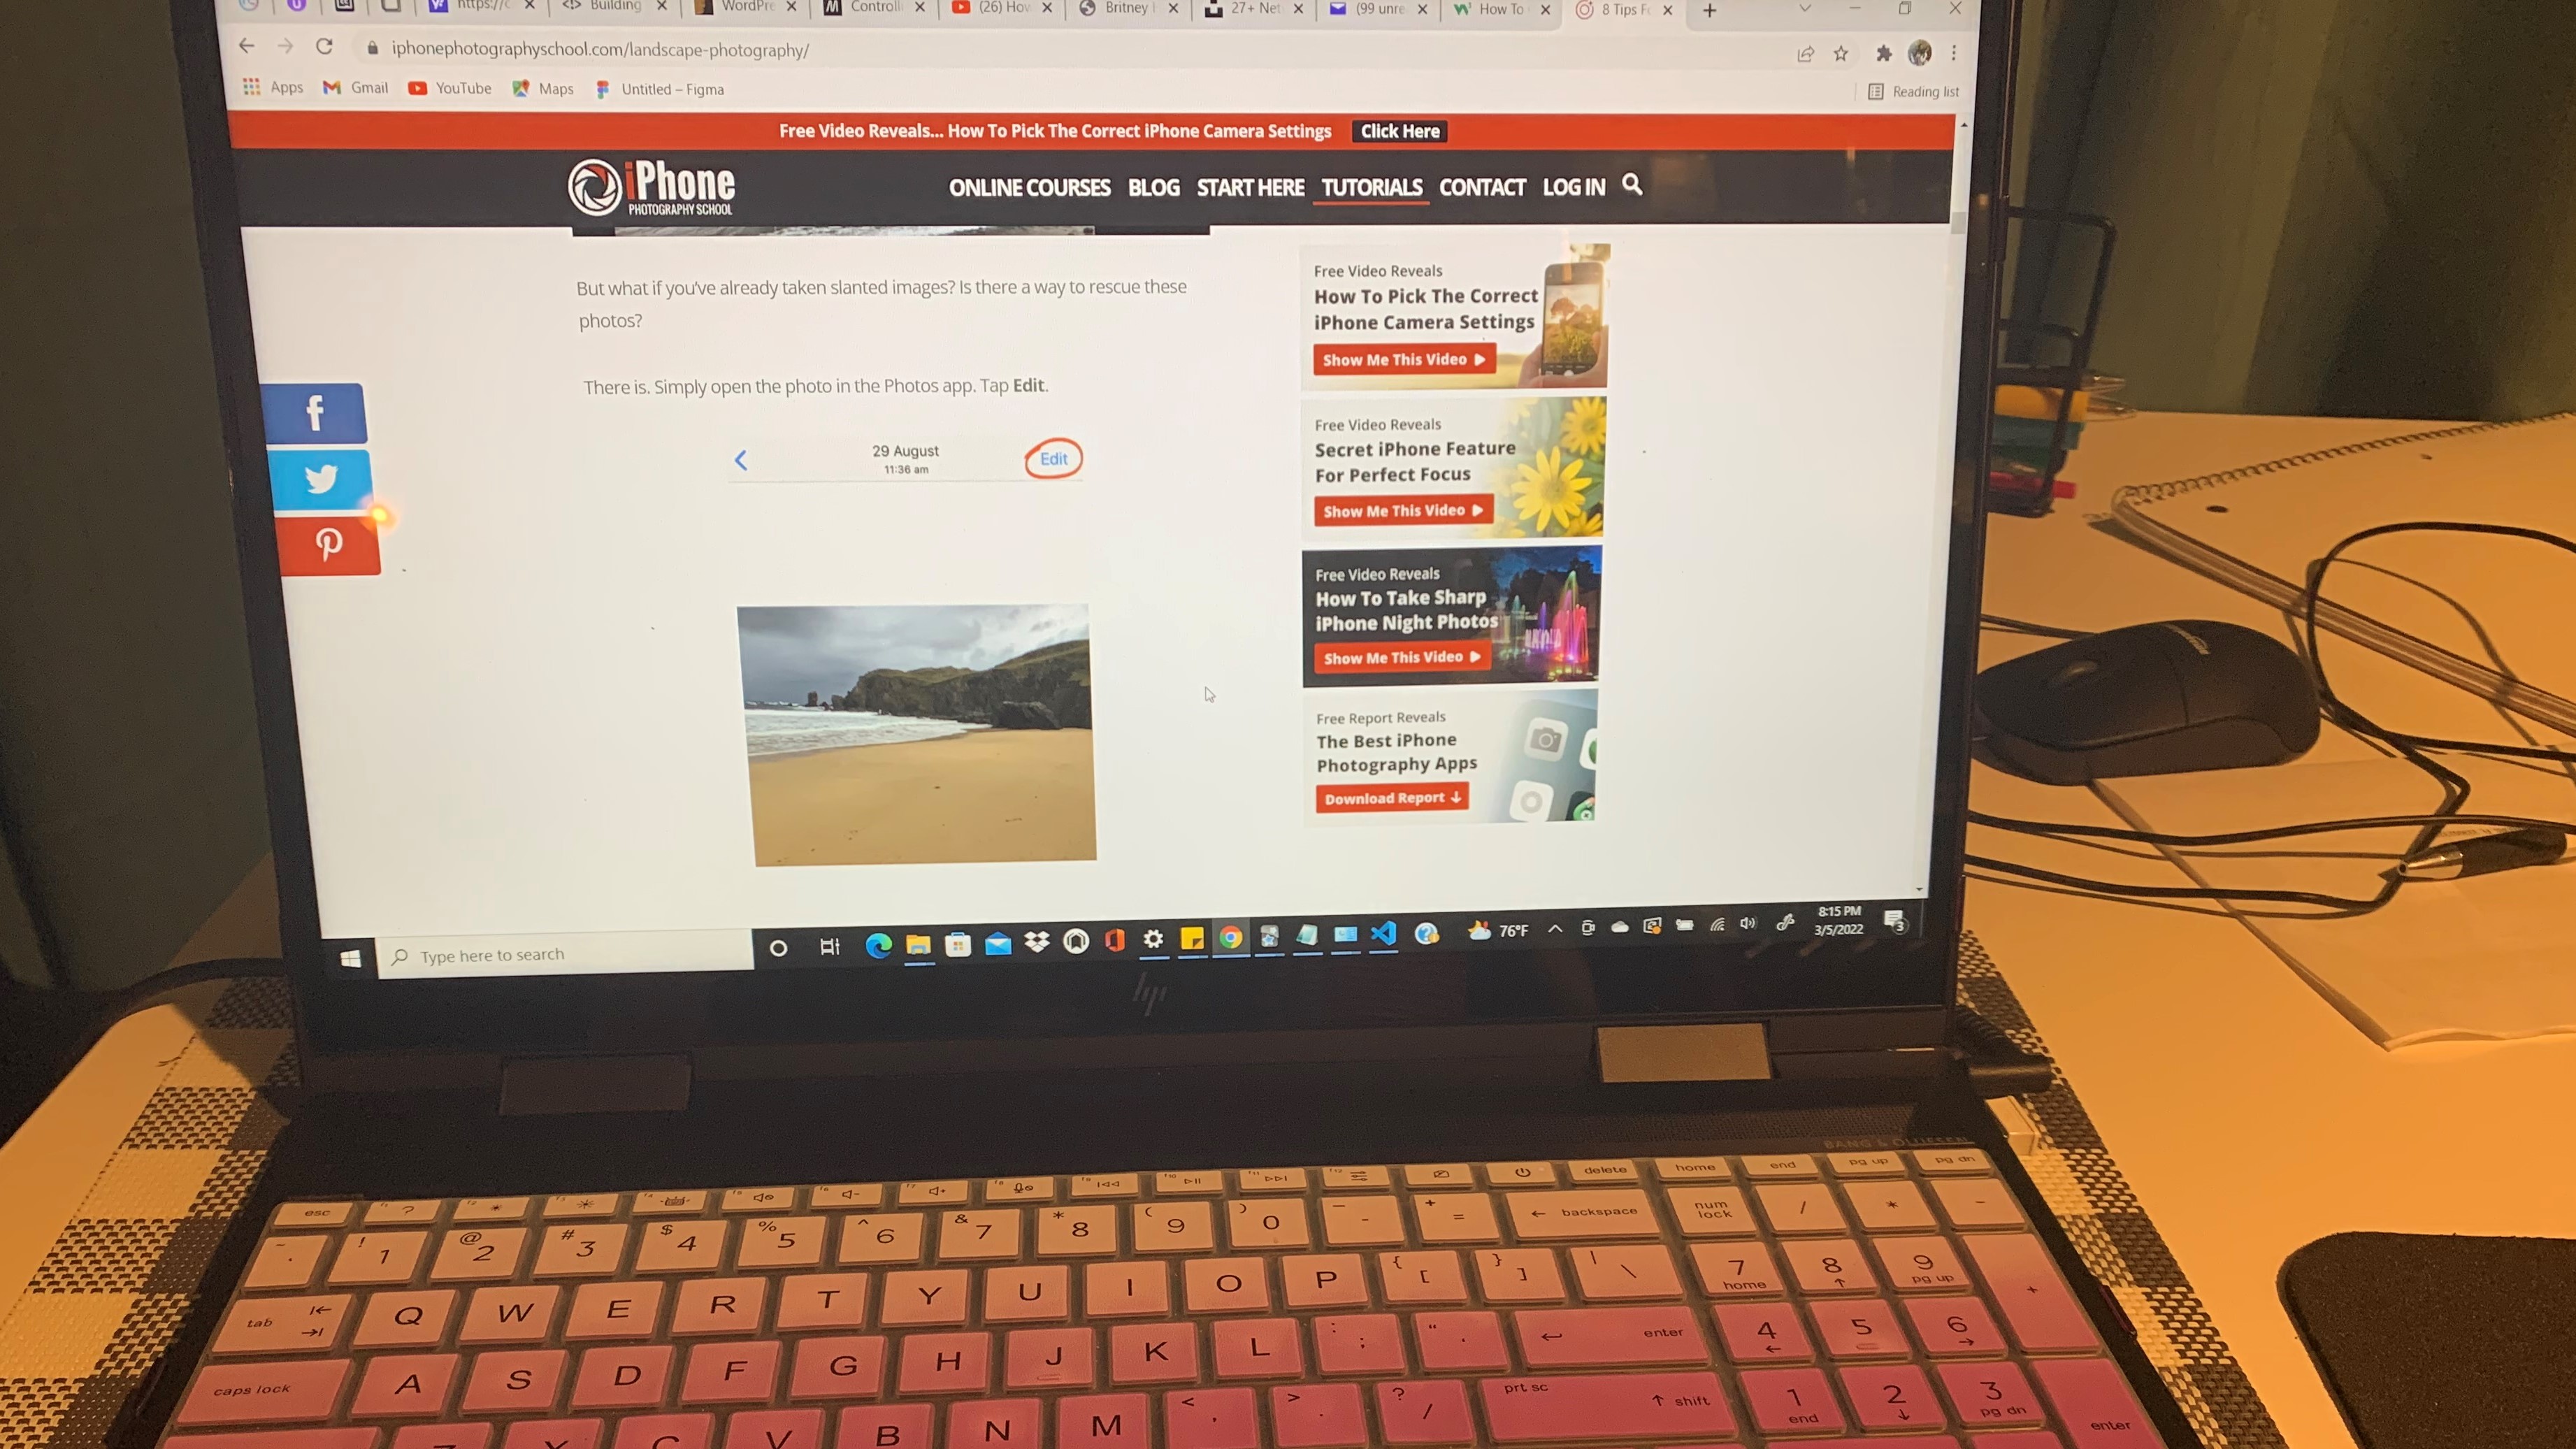 https://c
Building
WordPre
Controlli
(26) Hov
Britney
27+ Net
(99 unre
How To
8 Tips Fo
iphonephotographyschool.com/landscape-photography/
Apps
Gmail
YouTube
Maps
Untitled – Figma
Reading list
Free Video Reveals... How To Pick The Correct iPhone Camera Settings
Click Here
iPhone
PHOTOGRAPHY SCHOOL
ONLINE COURSES BLOG START HERE TUTORIALS CONTACT LOG IN
But what if you've already taken slanted images? Is there a way to rescue these
photos?
There is. Simply open the photo in the Photos app. Tap Edit.
29 August
11:36 am
Edit
Free Video Reveals
How To Pick The Correct
iPhone Camera Settings
Show Me This Video
Free Video Reveals
Secret iPhone Feature
For Perfect Focus
Show Me This Video
Free Video Reveals
How To Take Sharp
iPhone Night Photos
Show Me This Video
Free Report Reveals
The Best iPhone
Photography Apps
Download Report
Type here to search
76°F
8:15 PM
3/5/2022
3
hp
BANG & OLUFSEN
esc
delete home end pg up pg dn
! 1 @ 2 # 3 $ 4 % 5 ^ 6 & 7 * 8 ( 9 ) 0 - + = backspace num lock / * -
tab Q W E R T Y U I O P { [ } ] | \ 7 home 8 9 pg up +
caps lock A S D F G H J K L : ; " ' enter 4 5 6
V B N M < , > . ? / prt sc shift 1 end 2 3 pg dn enter